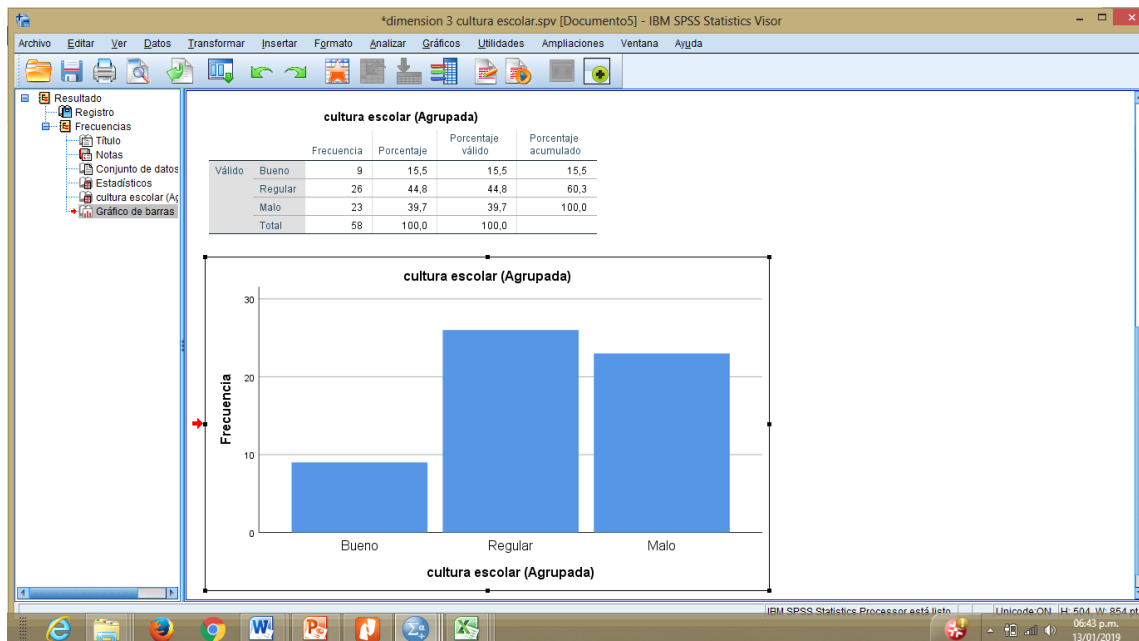 *dimension 3 cultura escolar.spv [Documento5] - IBM SPSS Statistics Visor
Archivo Editar Ver Datos Transformar Insertar Formato Analizar Gráficos Utilidades Ampliaciones Ventana Ayuda
Resultado
Registro
Frecuencias
Título
Notas
Conjunto de datos
Estadísticos
cultura escolar (Ag
Gráfico de barras
cultura escolar (Agrupada)
Frecuencia Porcentaje Porcentaje válido Porcentaje acumulado
Válido Bueno 9 15,5 15,5 15,5
Regular 26 44,8 44,8 60,3
Malo 23 39,7 39,7 100,0
Total 58 100,0 100,0
cultura escolar (Agrupada)
Frecuencia
30
20
10
0
Bueno Regular Malo
cultura escolar (Agrupada)
IBM SPSS Statistics Processor está listo Unicode:ON H: 504, W: 854 pt
06:43 p.m.
13/01/2019